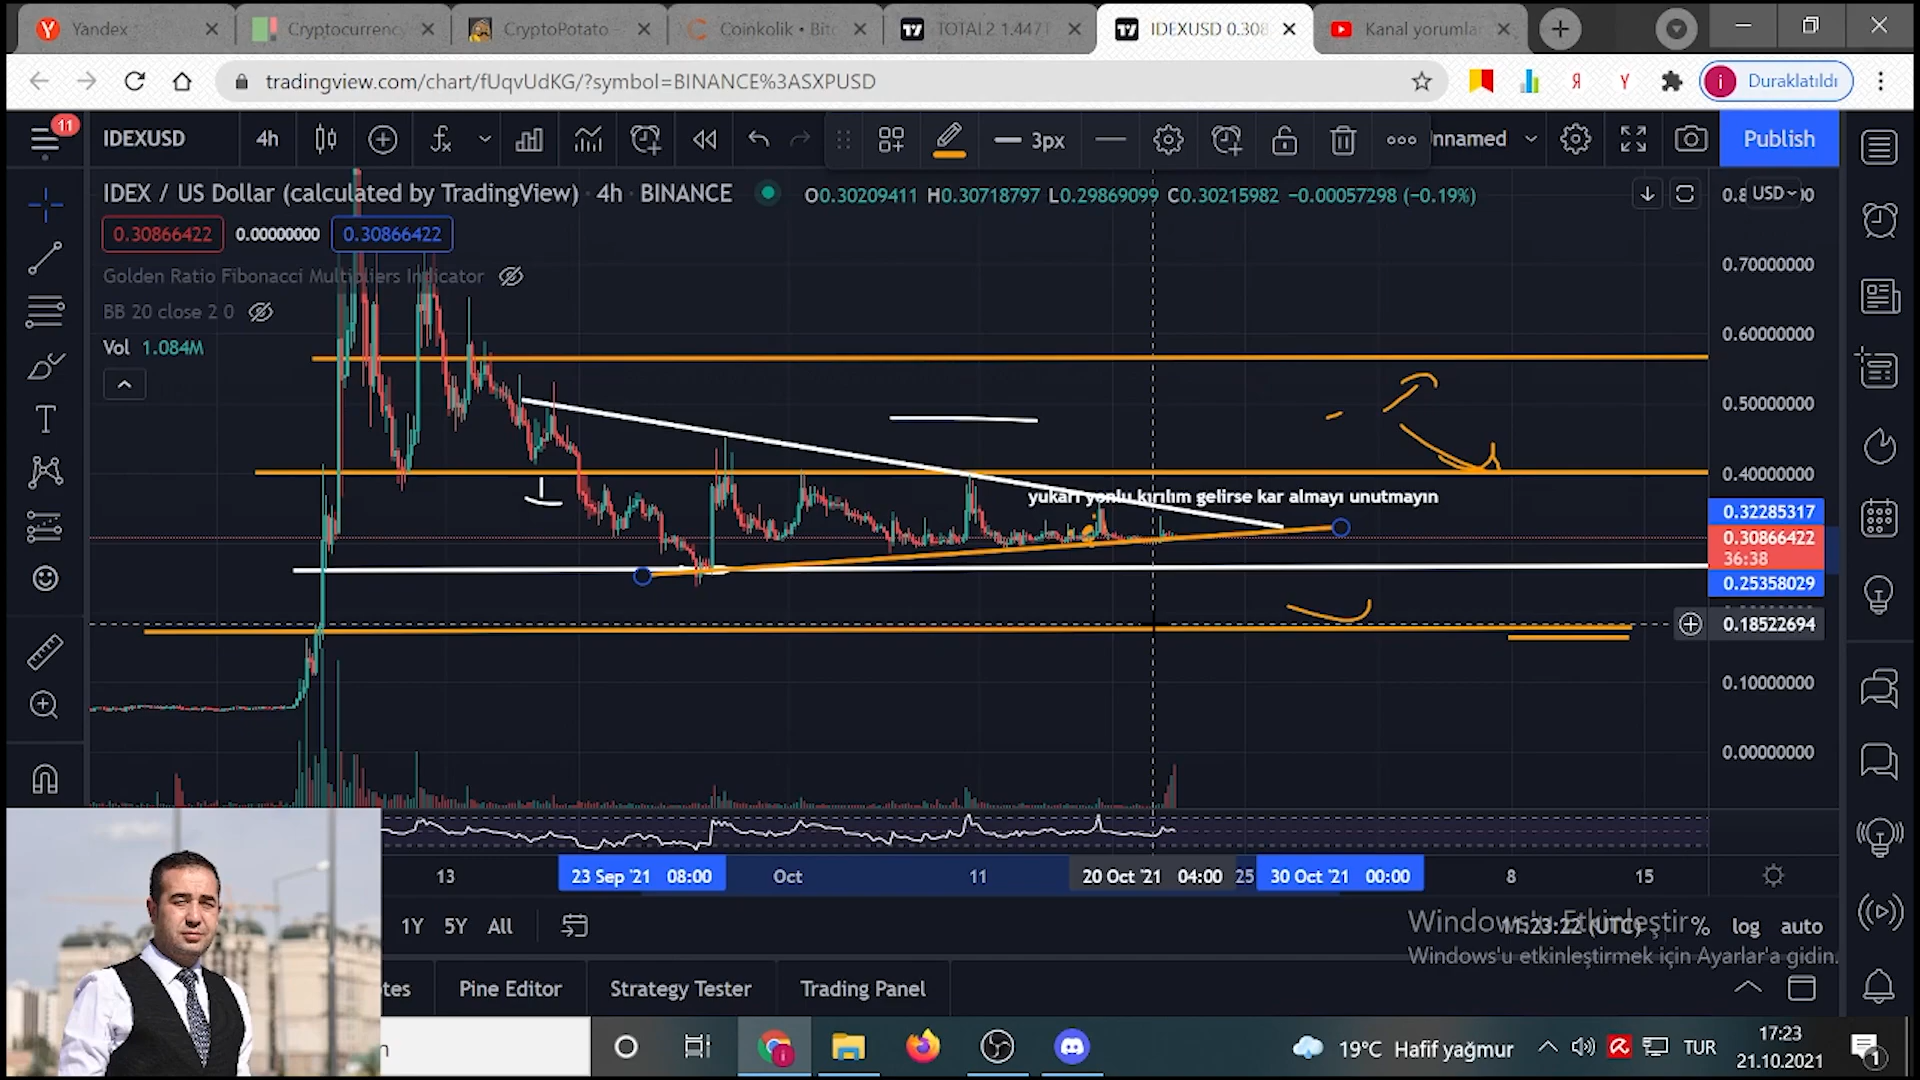 Yandex
Cryptocurrenc
CryptoPotato -
Coinkolik • Bitc
TOTAL2 1.447T
IDEXUSD 0.308
Kanal yorumla
tradingview.com/chart/fUqvUdKG/?symbol=BINANCE%3ASXPUSD
Duraklatıldı
11
IDEXUSD
4h
3px
nnamed
Publish
IDEX / US Dollar (calculated by TradingView) · 4h · BINANCE
O0.30209411 H0.30718797 L0.29869099 C0.30215982 −0.00057298 (−0.19%)
USD
0.30866422
0.00000000
0.30866422
Golden Ratio Fibonacci Multipliers Indicator
BB 20 close 2 0
Vol 1.084M
0.70000000
0.60000000
0.50000000
0.40000000
yukarı yönlü kırılım gelirse kar almayı unutmayın
0.32285317
0.30866422
36:38
0.25358029
0.18522694
0.10000000
0.00000000
13
23 Sep '21 08:00
Oct
11
20 Oct '21 04:00
25
30 Oct '21 00:00
8
15
1Y
5Y
All
11:23:22 (UTC)
%
log
auto
Windows'u Etkinleştir
Windows'u etkinleştirmek için Ayarlar'a gidin.
Pine Editor
Strategy Tester
Trading Panel
19°C Hafif yağmur
TUR
17:23
21.10.2021
1